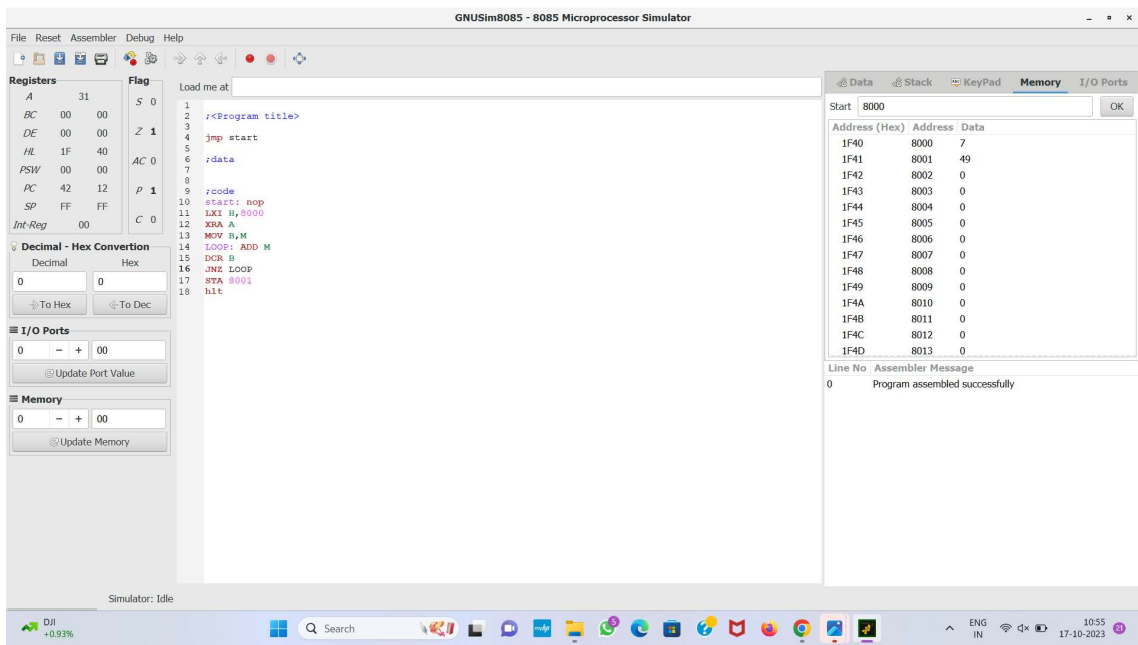 GNUSim8085 - 8085 Microprocessor Simulator
File Reset Assembler Debug Help
Registers
A 31
BC 00 00
DE 00 00
HL 1F 40
PSW 00 00
PC 42 12
SP FF FF
Int-Reg 00
Flag
S 0
Z 1
AC 0
P 1
C 0
Decimal - Hex Convertion
Decimal Hex
0 0
To Hex To Dec
I/O Ports
0 - + 00
Update Port Value
Memory
0 - + 00
Update Memory
Load me at
1
2 ;<Program title>
3
4 jmp start
5
6 ;data
7
8
9 ;code
10 start: nop
11 LXI H,8000
12 XRA A
13 MOV B,M
14 LOOP: ADD M
15 DCR B
16 JNZ LOOP
17 STA 8001
18 hlt
Data Stack KeyPad Memory I/O Ports
Start 8000 OK
Address (Hex) Address Data
1F40 8000 7
1F41 8001 49
1F42 8002 0
1F43 8003 0
1F44 8004 0
1F45 8005 0
1F46 8006 0
1F47 8007 0
1F48 8008 0
1F49 8009 0
1F4A 8010 0
1F4B 8011 0
1F4C 8012 0
1F4D 8013 0
Line No Assembler Message
0 Program assembled successfully
Simulator: Idle
DJI
+0.93%
Search
5
ENG
IN
10:55
17-10-2023
21